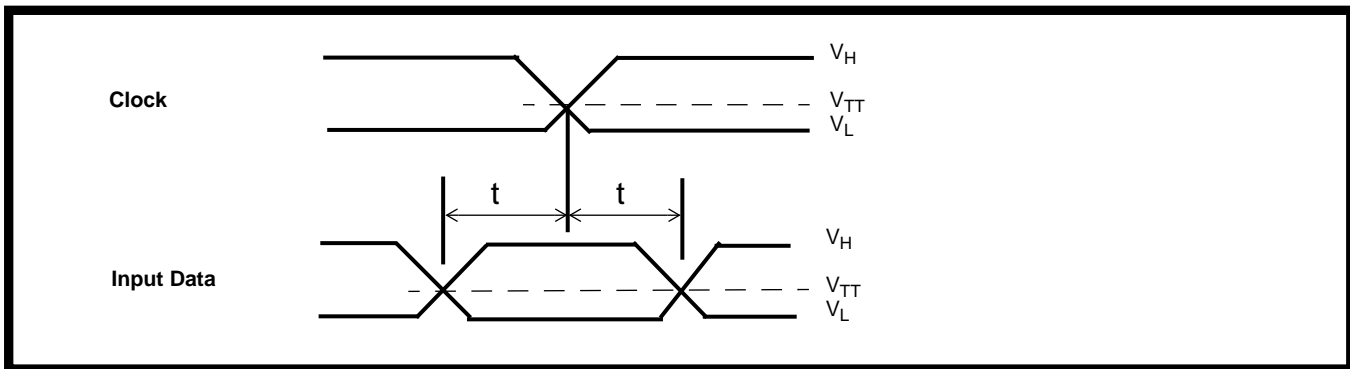 Clock
V_H
V_TT
V_L
t t
Input Data
V_H
V_TT
V_L